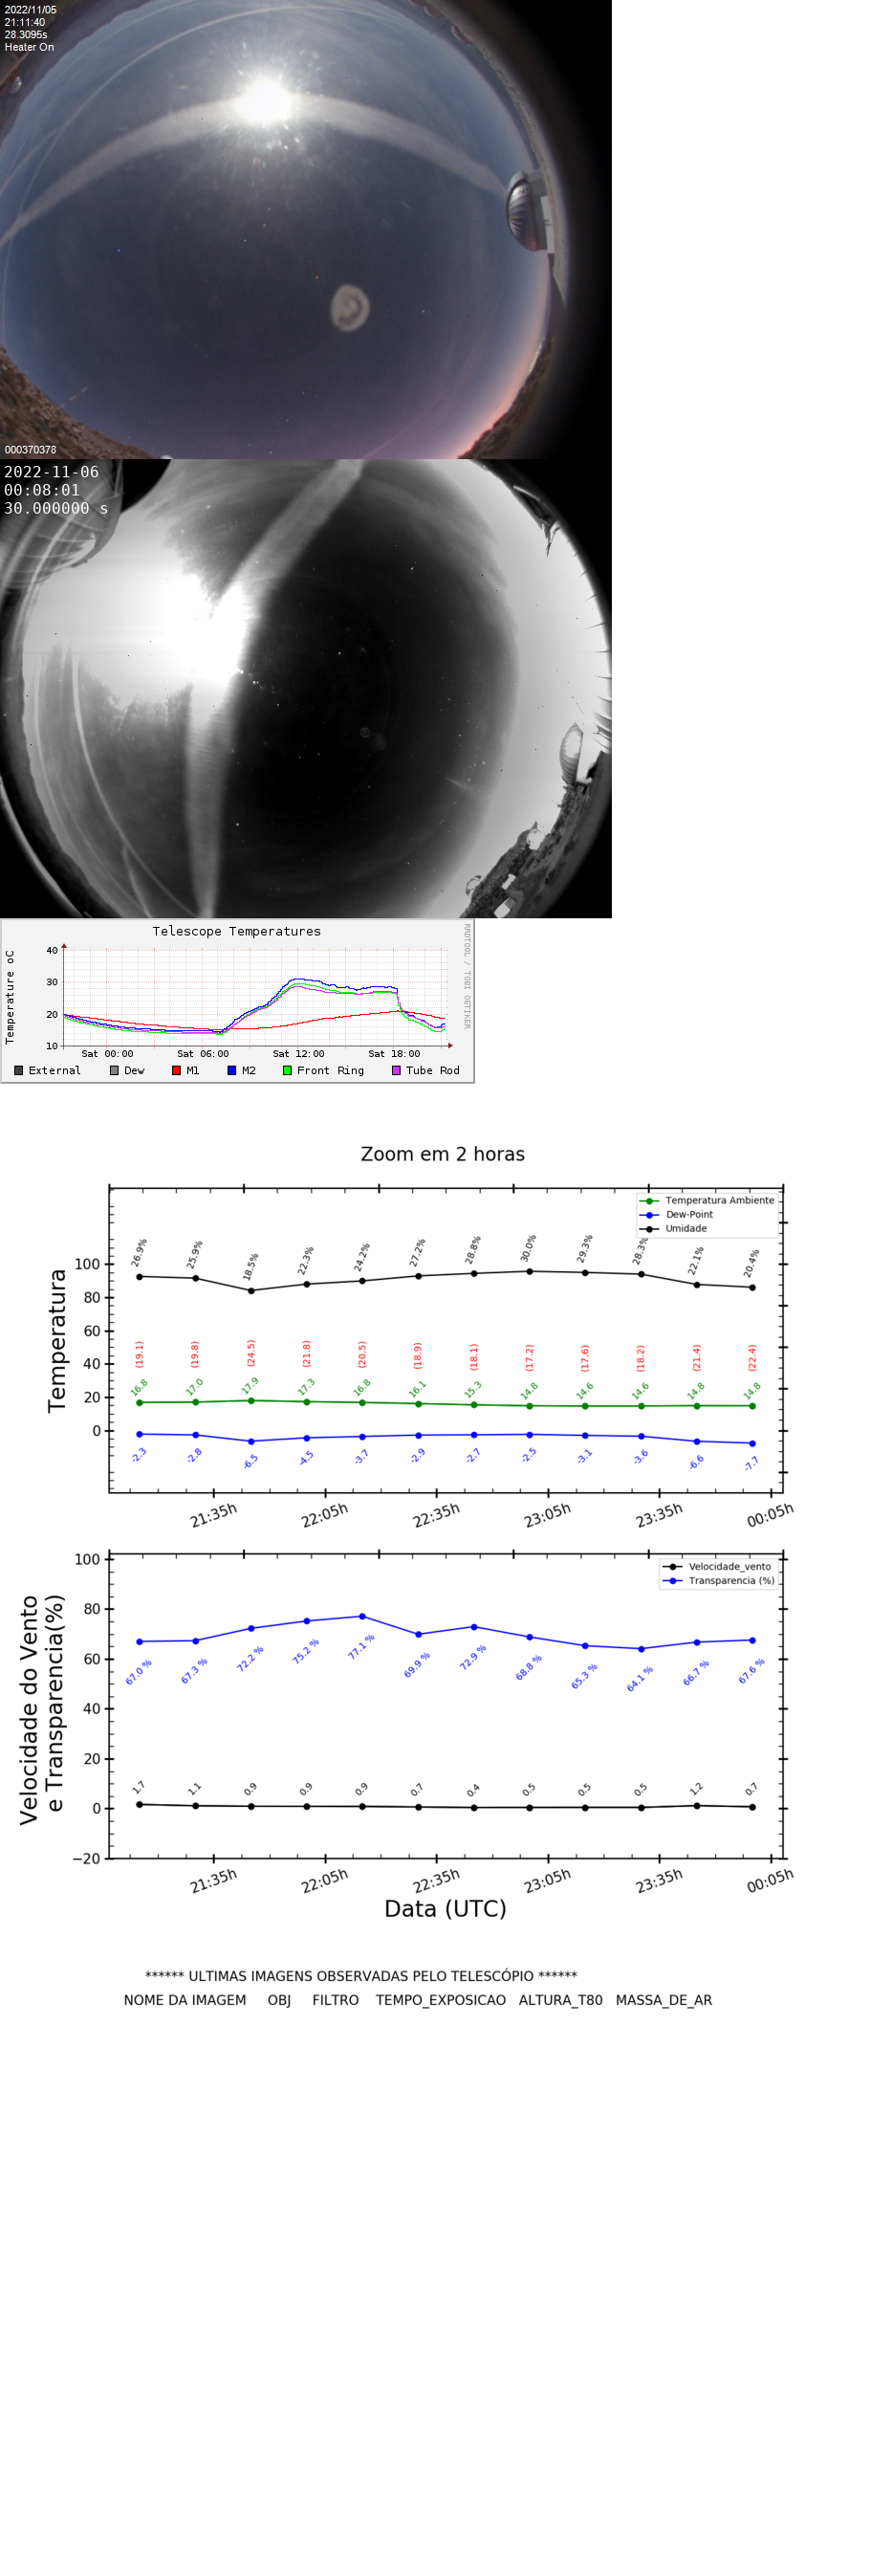 2022/11/05
21:11:40
28.3095s
Heater On
000370378
2022-11-06
00:08:01
30.000000 s
Telescope Temperatures
RRDTOOL / TOBI OETIKER
Temperature oC
40
30
20
10
Sat 00:00 Sat 06:00 Sat 12:00 Sat 18:00
External Dew M1 M2 Front Ring Tube Rod
Zoom em 2 horas
Temperatura Ambiente
Dew-Point
Umidade
Temperatura
100
80
60
40
20
0
26.9% 25.9% 18.5% 22.3% 24.2% 27.2% 28.8% 30.0% 29.3% 28.3% 22.1% 20.4%
(19.1) (19.8) (24.5) (21.8) (20.5) (18.9) (18.1) (17.2) (17.6) (18.2) (21.4) (22.4)
16.8 17.0 17.9 17.3 16.8 16.1 15.3 14.8 14.6 14.6 14.8 14.8
-2.3 -2.8 -6.5 -4.5 -3.7 -2.9 -2.7 -2.5 -3.1 -3.6 -6.6 -7.7
21:35h 22:05h 22:35h 23:05h 23:35h 00:05h
Velocidade_vento
Transparencia (%)
Velocidade do Vento
e Transparencia(%)
100
80
60
40
20
0
−20
67.0 % 67.3 % 72.2 % 75.2 % 77.1 % 69.9 % 72.9 % 68.8 % 65.3 % 64.1 % 66.7 % 67.6 %
1.7 1.1 0.9 0.9 0.9 0.7 0.4 0.5 0.5 0.5 1.2 0.7
21:35h 22:05h 22:35h 23:05h 23:35h 00:05h
Data (UTC)
****** ULTIMAS IMAGENS OBSERVADAS PELO TELESCÓPIO ******
NOME DA IMAGEM OBJ FILTRO TEMPO_EXPOSICAO ALTURA_T80 MASSA_DE_AR